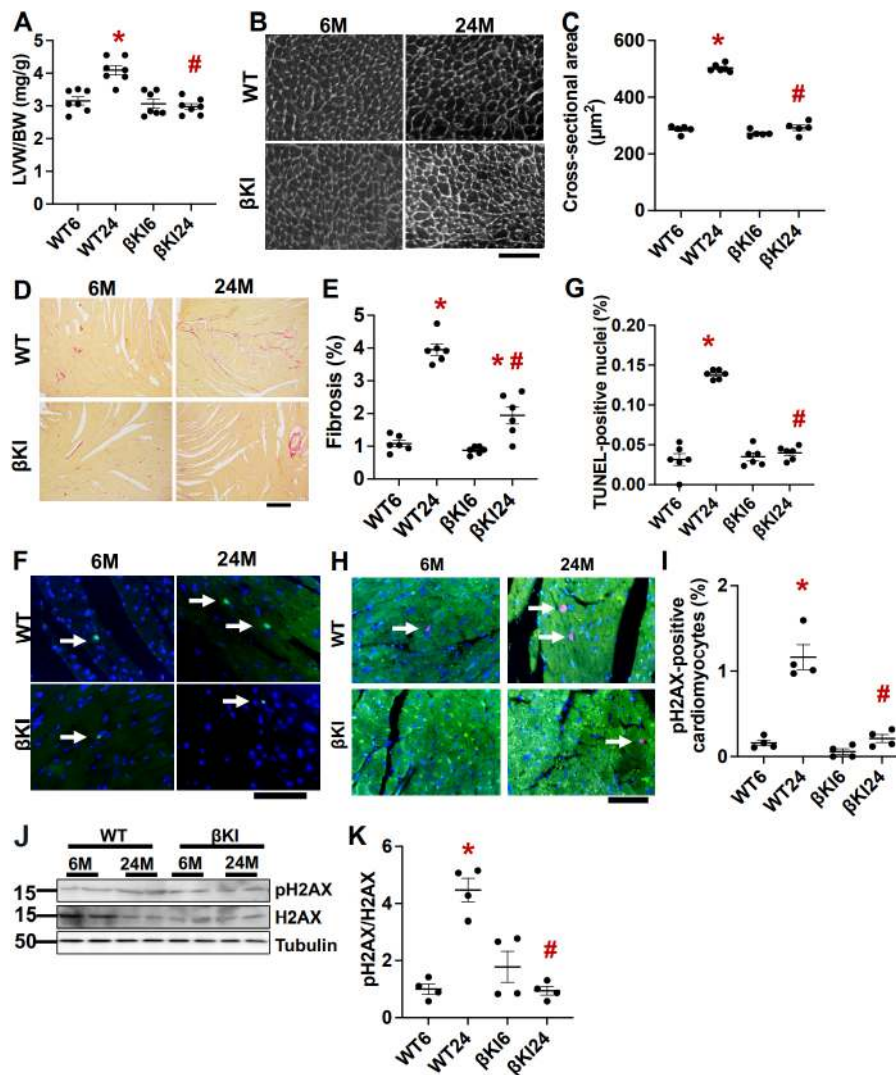 A
LVW/BW (mg/g)
5
4
3
2
1
0
*
#
WT6
WT24
βKI6
βKI24
B
6M
24M
WT
βKI
C
Cross-sectional area
(µm²)
600
400
200
0
*
#
WT6
WT24
βKI6
βKI24
D
6M
24M
WT
βKI
E
Fibrosis (%)
6
4
2
0
*
* #
WT6
WT24
βKI6
βKI24
G
TUNEL-positive nuclei (%)
0.20
0.15
0.10
0.05
0.00
*
#
WT6
WT24
βKI6
βKI24
F
6M
24M
WT
βKI
H
6M
24M
WT
βKI
I
pH2AX-positive
cardiomyocytes (%)
2
1
0
*
#
WT6
WT24
βKI6
βKI24
J
WT
βKI
6M
24M
6M
24M
15
pH2AX
15
H2AX
50
Tubulin
K
pH2AX/H2AX
6
4
2
0
*
#
WT6
WT24
βKI6
βKI24